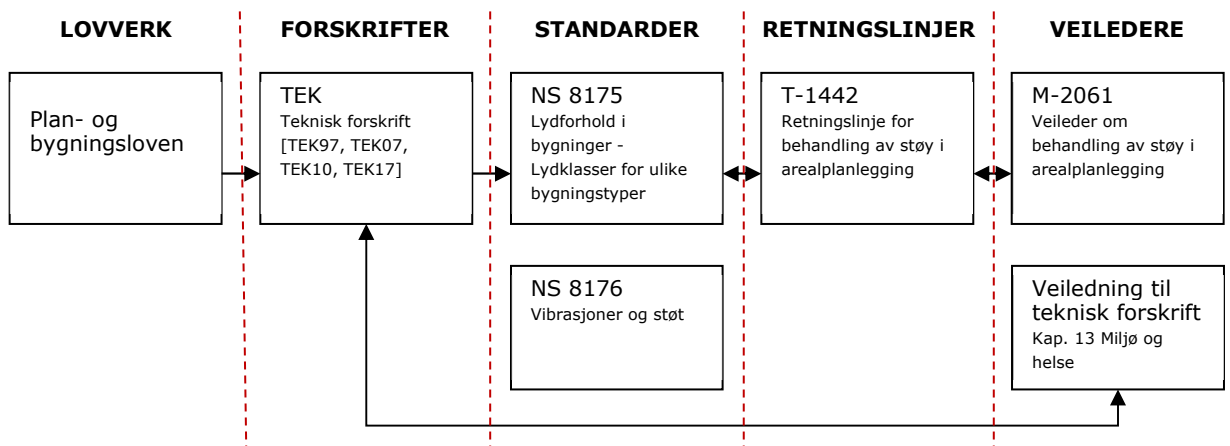 LOVVERK
FORSKRIFTER
STANDARDER
RETNINGSLINJER
VEILEDERE
Plan- og
bygningsloven
TEK
Teknisk forskrift
[TEK97, TEK07,
TEK10, TEK17]
NS 8175
Lydforhold i
bygninger -
Lydklasser for ulike
bygningstyper
T-1442
Retningslinje for
behandling av støy i
arealplanlegging
M-2061
Veileder om
behandling av støy i
arealplanlegging
NS 8176
Vibrasjoner og støt
Veiledning til
teknisk forskrift
Kap. 13 Miljø og
helse